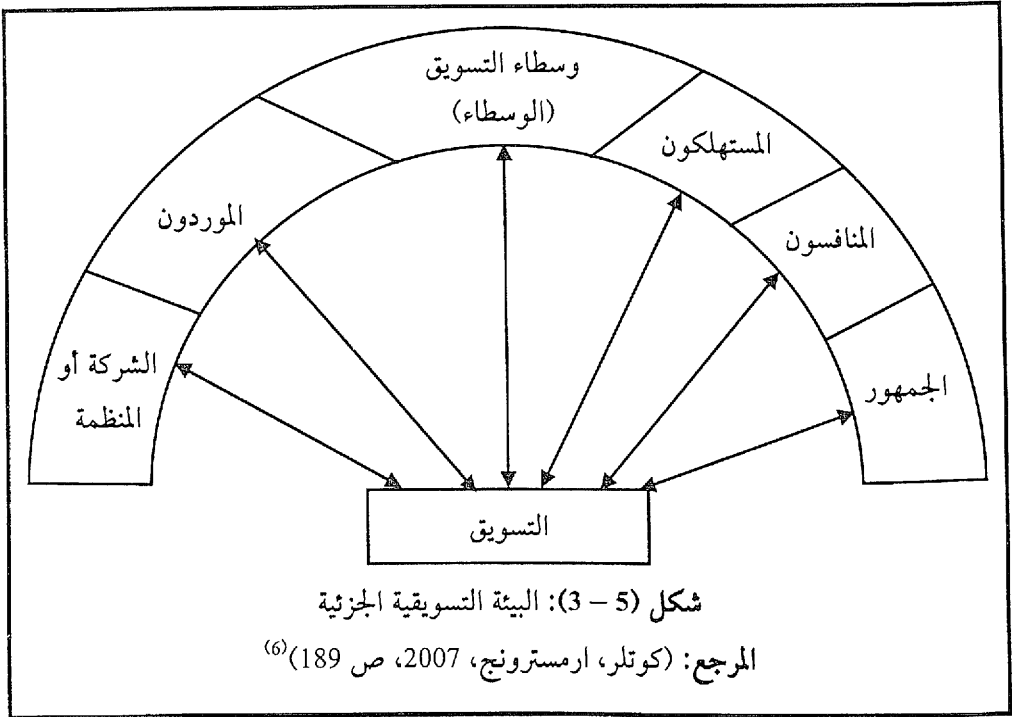 وسطاء التسويق
(الوسطاء)
المستهلكون
الموردون
المنافسون
الشركة أو
المنظمة
الجمهور
التسويق
شكل (5 – 3): البيئة التسويقية الجزئية
المرجع: (كوتلر، ارمسترونج، 2007، ص 189)⁽⁶⁾